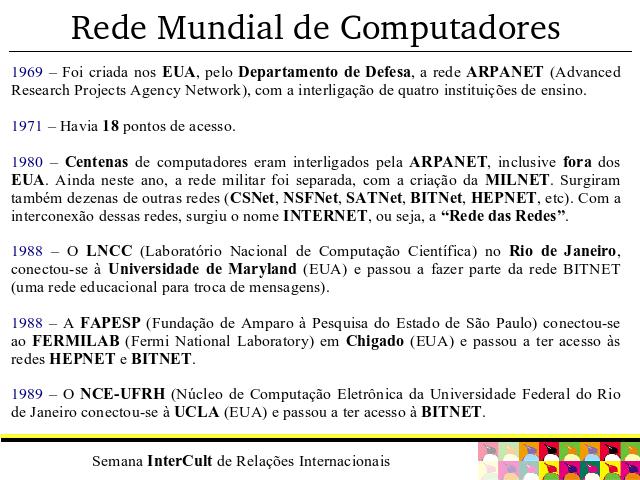 Rede Mundial de Computadores
1969 – Foi criada nos EUA, pelo Departamento de Defesa, a rede ARPANET (Advanced
Research Projects Agency Network), com a interligação de quatro instituições de ensino.
1971 – Havia 18 pontos de acesso.
1980 – Centenas de computadores eram interligados pela ARPANET, inclusive fora dos
EUA. Ainda neste ano, a rede militar foi separada, com a criação da MILNET. Surgiram
também dezenas de outras redes (CSNet, NSFNet, SATNet, BITNet, HEPNET, etc). Com a
interconexão dessas redes, surgiu o nome INTERNET, ou seja, a “Rede das Redes”.
1988 – O LNCC (Laboratório Nacional de Computação Científica) no Rio de Janeiro,
conectou-se à Universidade de Maryland (EUA) e passou a fazer parte da rede BITNET
(uma rede educacional para troca de mensagens).
1988 – A FAPESP (Fundação de Amparo à Pesquisa do Estado de São Paulo) conectou-se
ao FERMILAB (Fermi National Laboratory) em Chigado (EUA) e passou a ter acesso às
redes HEPNET e BITNET.
1989 – O NCE-UFRH (Núcleo de Computação Eletrônica da Universidade Federal do Rio
de Janeiro conectou-se à UCLA (EUA) e passou a ter acesso à BITNET.
Semana InterCult de Relações Internacionais